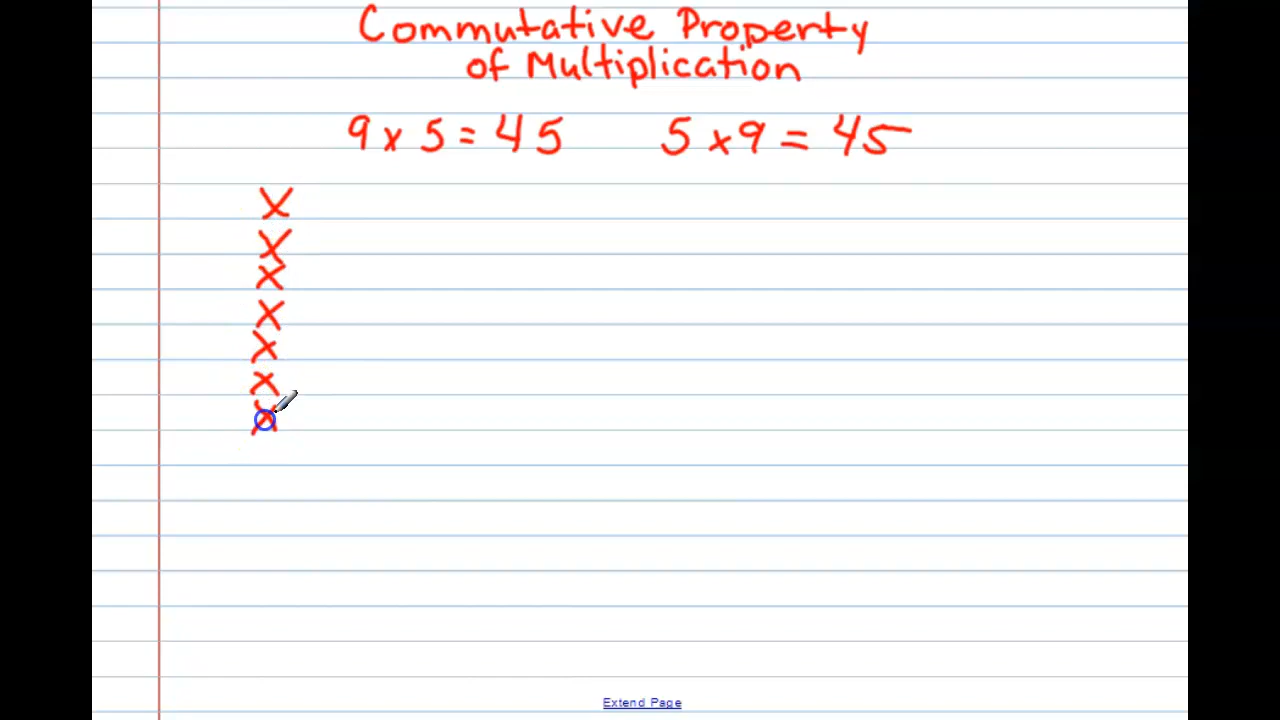 Commutative Property
of Multiplication
9 x 5 = 45 5 x 9 = 45
X
X
X
X
X
X
X
Extend Page